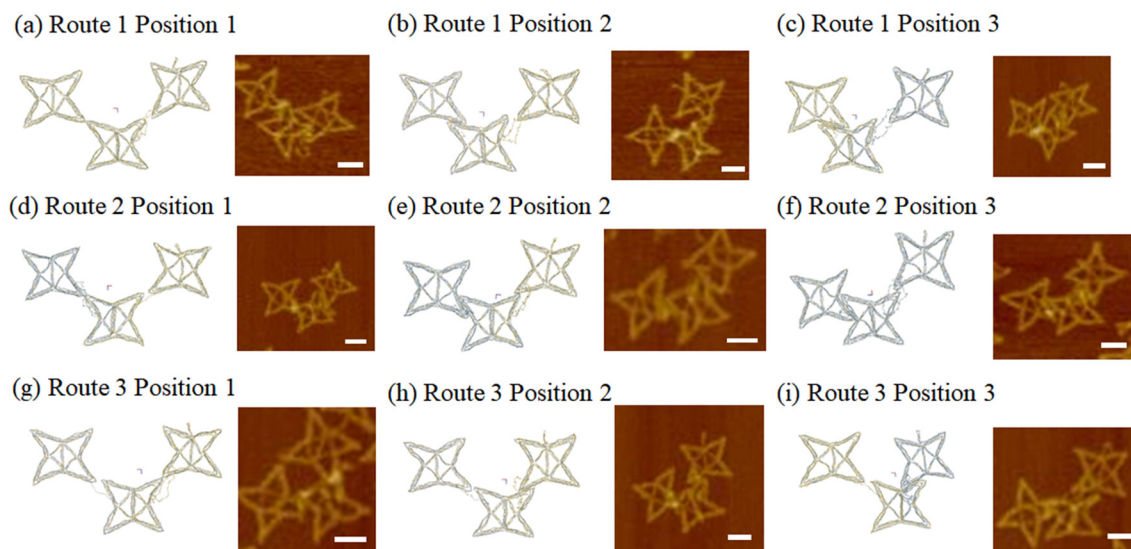 (a) Route 1 Position 1
(b) Route 1 Position 2
(c) Route 1 Position 3
(d) Route 2 Position 1
(e) Route 2 Position 2
(f) Route 2 Position 3
(g) Route 3 Position 1
(h) Route 3 Position 2
(i) Route 3 Position 3